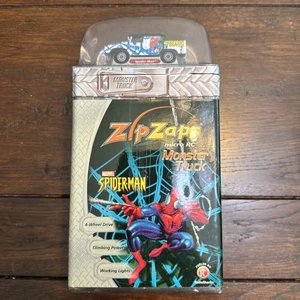 MONSTER
TRUCK
ZipZaps
micro RC
Monster
Truck
MARVEL
SPIDERMAN
4-Wheel Drive
Climbing Power
Working Lights